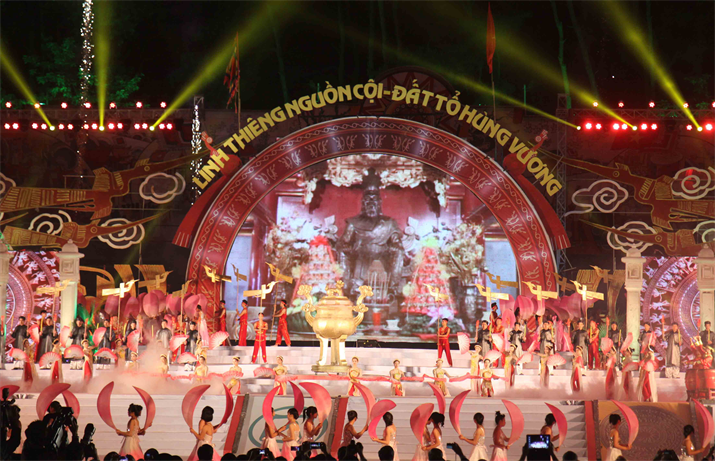 LINH THIÊNG NGUỒN CỘI - ĐẤT TỔ HÙNG VƯƠNG